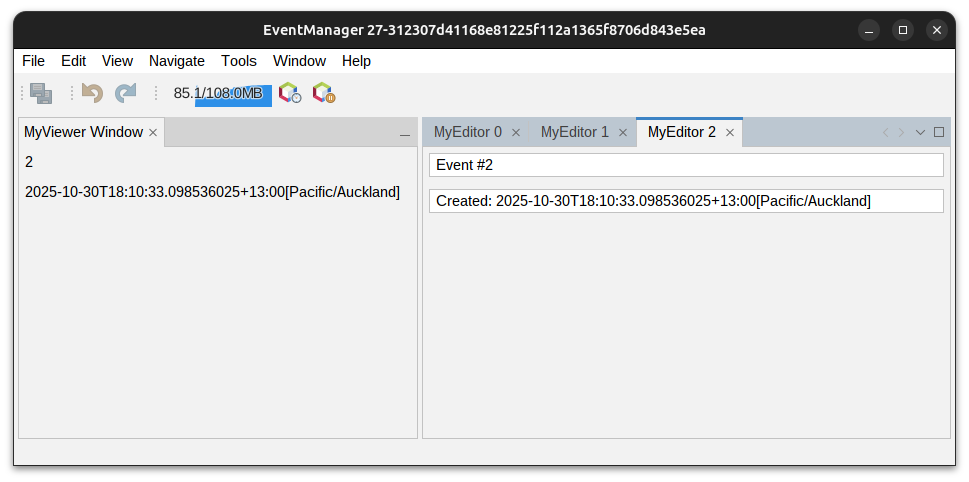 EventManager 27-312307d41168e81225f112a1365f8706d843e5ea
File Edit View Navigate Tools Window Help
85.1/108.0MB
MyViewer Window
2
2025-10-30T18:10:33.098536025+13:00[Pacific/Auckland]
MyEditor 0 MyEditor 1 MyEditor 2
Event #2
Created: 2025-10-30T18:10:33.098536025+13:00[Pacific/Auckland]